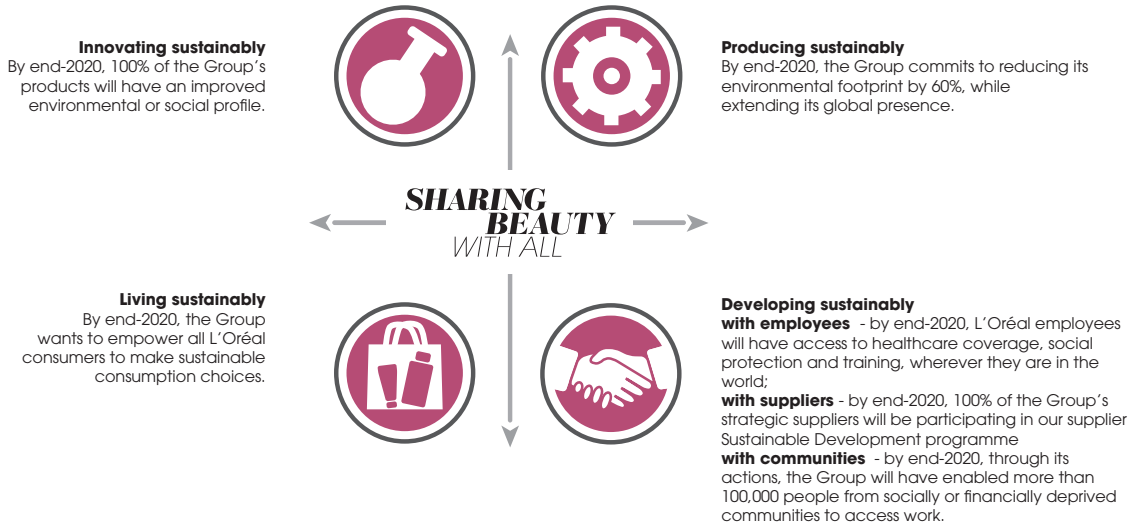 Innovating sustainably
By end-2020, 100% of the Group's
products will have an improved
environmental or social profile.
Producing sustainably
By end-2020, the Group commits to reducing its
environmental footprint by 60%, while
extending its global presence.
SHARING
BEAUTY
WITH ALL
Living sustainably
By end-2020, the Group
wants to empower all L'Oréal
consumers to make sustainable
consumption choices.
Developing sustainably
with employees - by end-2020, L'Oréal employees
will have access to healthcare coverage, social
protection and training, wherever they are in the
world;
with suppliers - by end-2020, 100% of the Group's
strategic suppliers will be participating in our supplier
Sustainable Development programme
with communities - by end-2020, through its
actions, the Group will have enabled more than
100,000 people from socially or financially deprived
communities to access work.